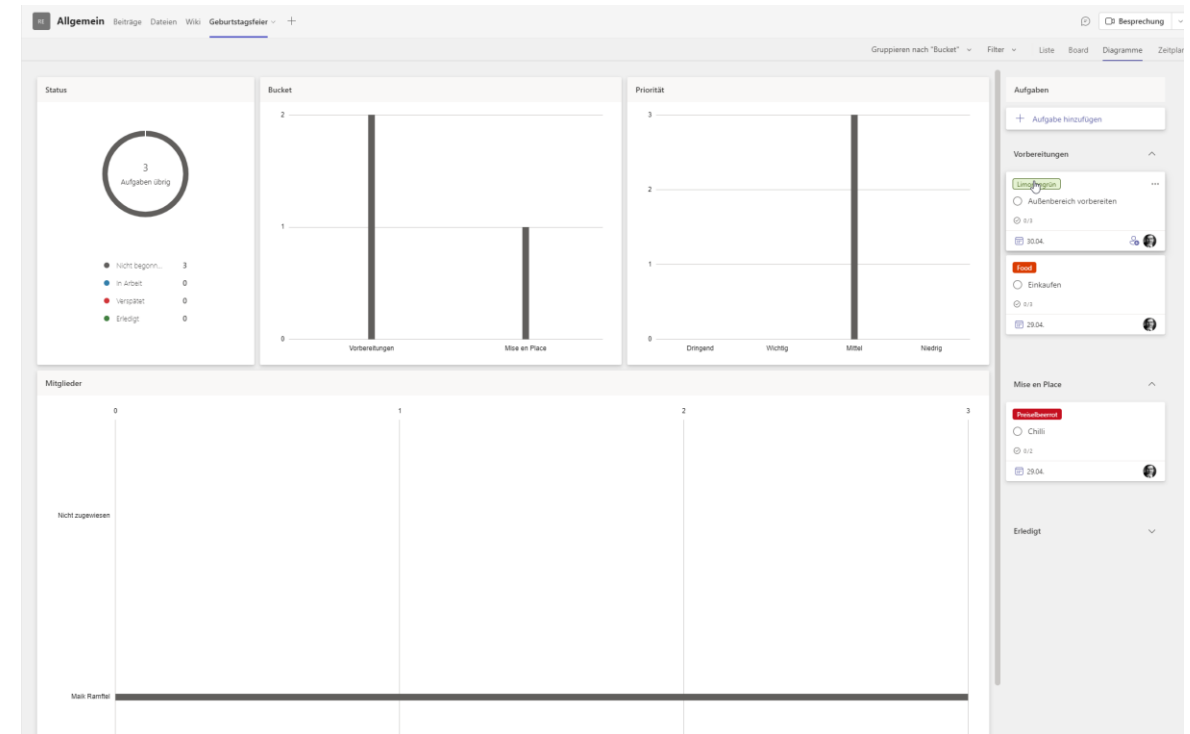 RS Allgemein Beiträge Dateien Wiki Geburtstagsfeier
Besprechung
Gruppieren nach "Bucket" Filter Liste Board Diagramme Zeitplan
Status
3
Aufgaben übrig
Nicht begonn... 3
In Arbeit 0
Verspätet 0
Erledigt 0
Bucket
2
1
0
Vorbereitungen Mise en Place
Priorität
3
2
1
0
Dringend Wichtig Mittel Niedrig
Mitglieder
0 1 2 3
Nicht zugewiesen
Maik Ramftel
Aufgaben
Aufgabe hinzufügen
Vorbereitungen
Außenbereich vorbereiten
0/3
30.04.
Food
Einkaufen
29.04.
Mise en Place
Preiselbeerrot
Chilli
0/2
29.04.
Erledigt